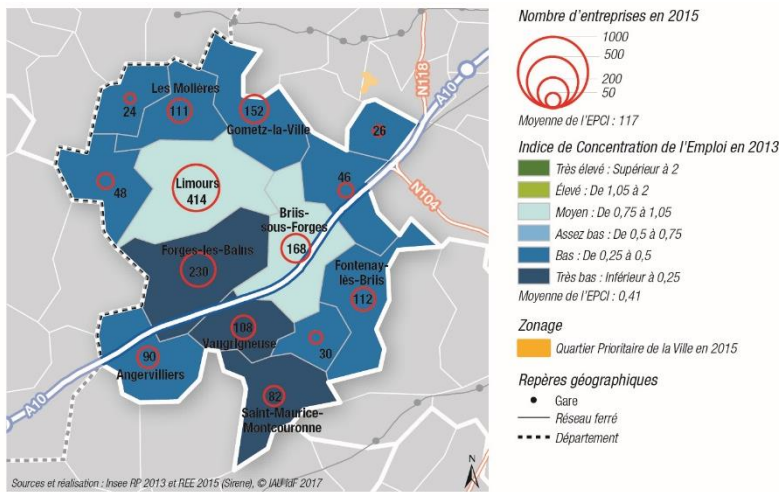 Les Molières
24
111
152
Gometz-la-Ville
26
48
46
Limours
414
Briis-
sous-Forges
168
Forges-les-Bains
230
Fontenay-
lès-Briis
112
108
Vaugrigneuse
30
90
Angervilliers
82
Saint-Maurice-
Montcouronne
N118
A10
N104
A10
N
Sources et réalisation : Insee RP 2013 et REE 2015 (Sirene), © IAU îdF 2017
Nombre d'entreprises en 2015
1000
500
200
50
Moyenne de l'EPCI : 117
Indice de Concentration de l'Emploi en 2013
Très élevé : Supérieur à 2
Élevé : De 1,05 à 2
Moyen : De 0,75 à 1,05
Assez bas : De 0,5 à 0,75
Bas : De 0,25 à 0,5
Très bas : Inférieur à 0,25
Moyenne de l'EPCI : 0,41
Zonage
Quartier Prioritaire de la Ville en 2015
Repères géographiques
Gare
Réseau ferré
Département